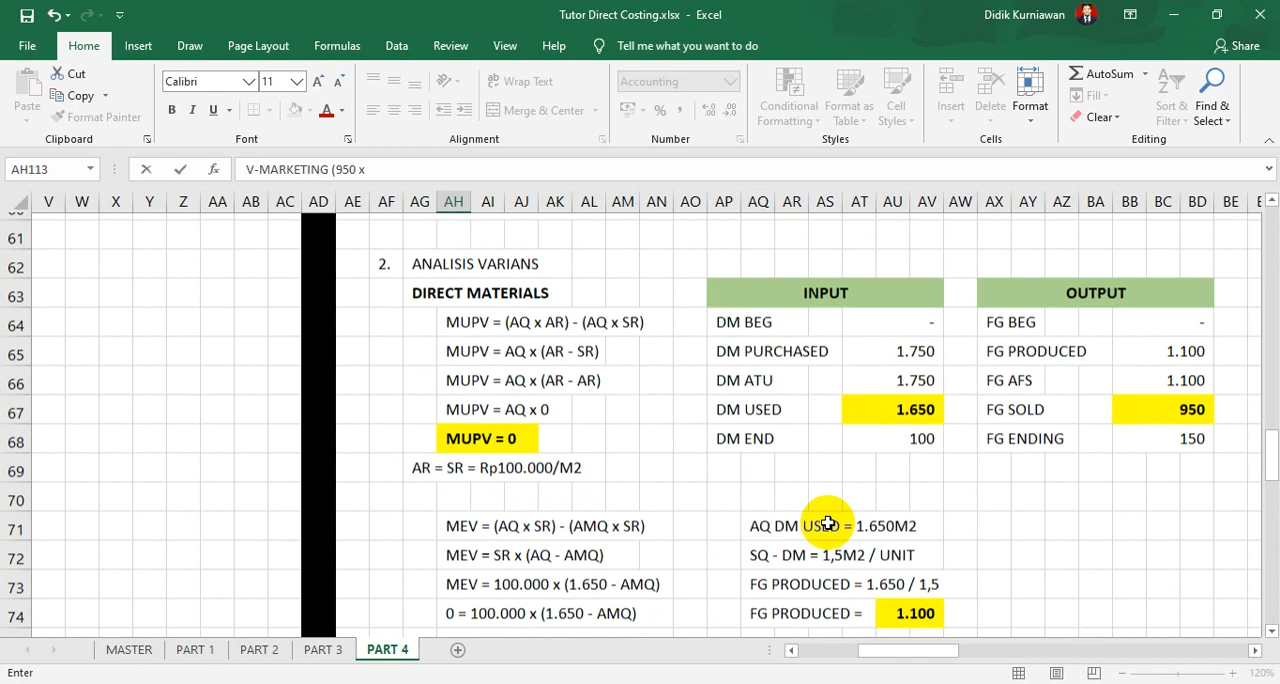 Tutor Direct Costing.xlsx - Excel
Didik Kurniawan
File Home Insert Draw Page Layout Formulas Data Review View Help Tell me what you want to do Share
Paste
Cut
Copy
Format Painter
Clipboard
Calibri 11
B I U
Font
Wrap Text
Merge & Center
Alignment
Accounting
Number
Conditional Formatting
Format as Table
Cell Styles
Styles
Insert
Delete
Format
Cells
AutoSum
Fill
Clear
Sort & Filter
Find & Select
Editing
AH113 fx V-MARKETING (950 x
V W X Y Z AA AB AC AD AE AF AG AH AI AJ AK AL AM AN AO AP AQ AR AS AT AU AV AW AX AY AZ BA BB BC BD BE
61
62 2. ANALISIS VARIANS
63 DIRECT MATERIALS INPUT OUTPUT
64 MUPV = (AQ x AR) - (AQ x SR) DM BEG - FG BEG -
65 MUPV = AQ x (AR - SR) DM PURCHASED 1.750 FG PRODUCED 1.100
66 MUPV = AQ x (AR - AR) DM ATU 1.750 FG AFS 1.100
67 MUPV = AQ x 0 DM USED 1.650 FG SOLD 950
68 MUPV = 0 DM END 100 FG ENDING 150
69 AR = SR = Rp100.000/M2
70
71 MEV = (AQ x SR) - (AMQ x SR) AQ DM USED = 1.650M2
72 MEV = SR x (AQ - AMQ) SQ - DM = 1,5M2 / UNIT
73 MEV = 100.000 x (1.650 - AMQ) FG PRODUCED = 1.650 / 1,5
74 0 = 100.000 x (1.650 - AMQ) FG PRODUCED = 1.100
MASTER PART 1 PART 2 PART 3 PART 4
Enter 120%